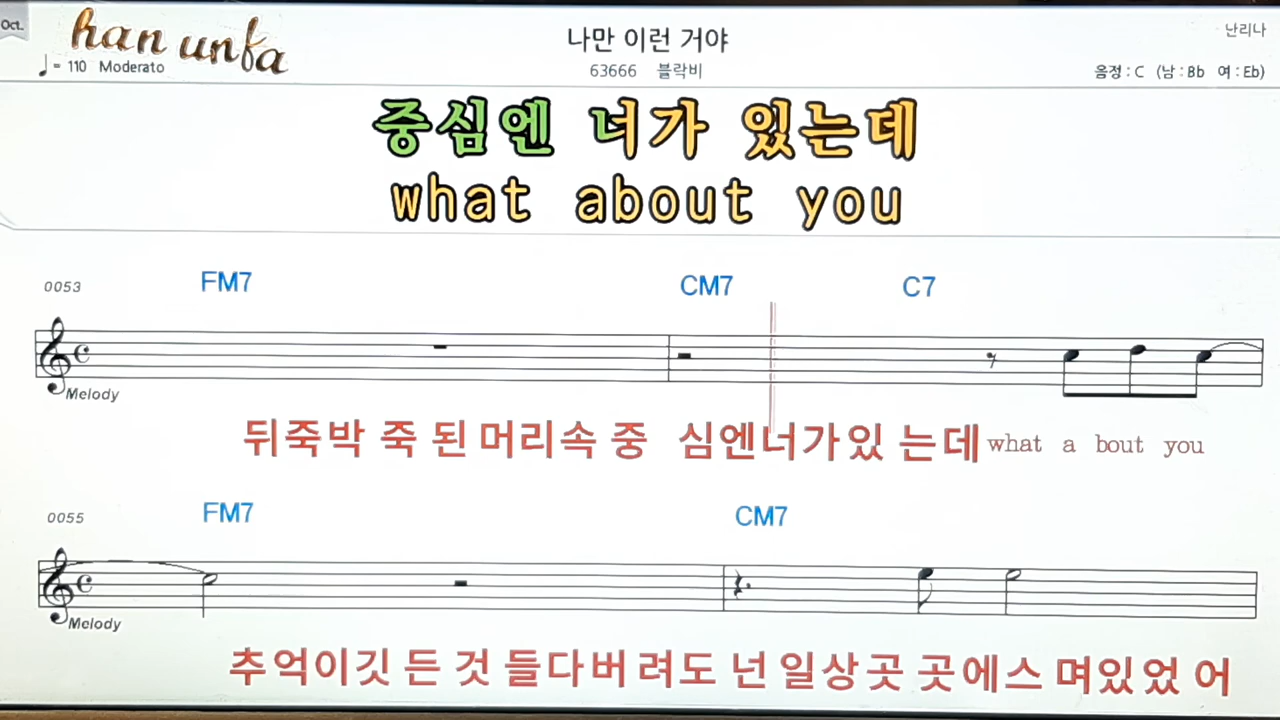 Oct.
han unfa
♩= 110 Moderato
나만 이런 거야
63666 블락비
난리나
음정 : C (남 : Bb 여 : Eb)
중심엔 너가 있는데
what about you
0053 FM7 CM7 C7
Melody
뒤죽박 죽 된 머리속 중 심엔너가있 는데 what a bout you
0055 FM7 CM7
Melody
추억이깃 든 것 들다버 려도 넌 일상곳 곳에스 며있었 어